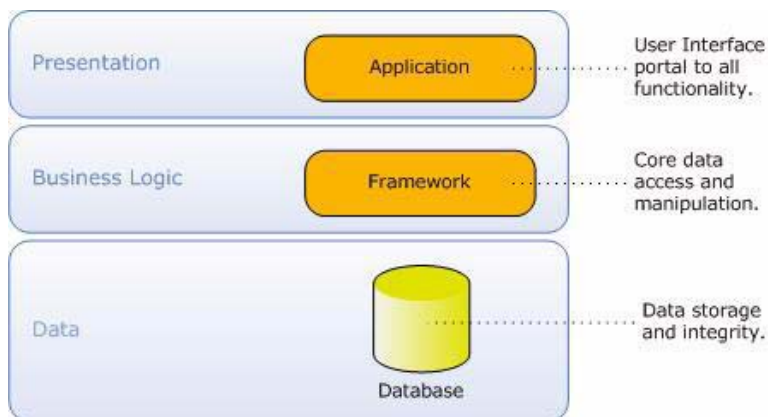 Presentation
Application
User Interface
portal to all
functionality.
Business Logic
Framework
Core data
access and
manipulation.
Data
Database
Data storage
and integrity.